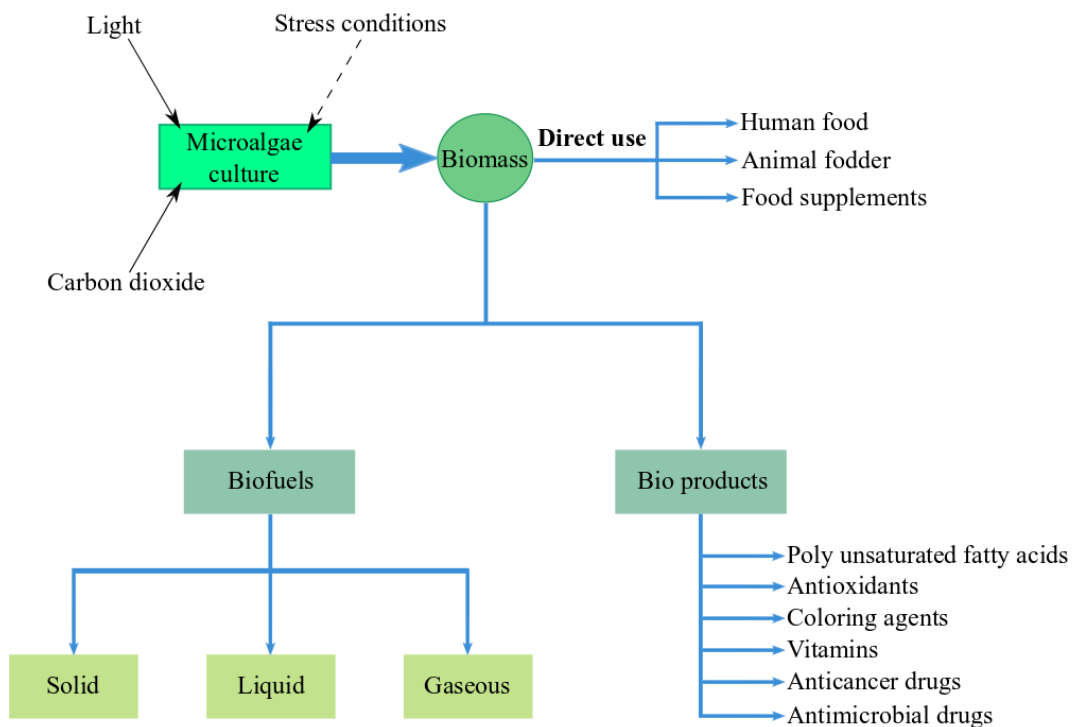 Light
Stress conditions
Microalgae
culture
Carbon dioxide
Biomass
Direct use
Human food
Animal fodder
Food supplements
Biofuels
Bio products
Solid
Liquid
Gaseous
Poly unsaturated fatty acids
Antioxidants
Coloring agents
Vitamins
Anticancer drugs
Antimicrobial drugs